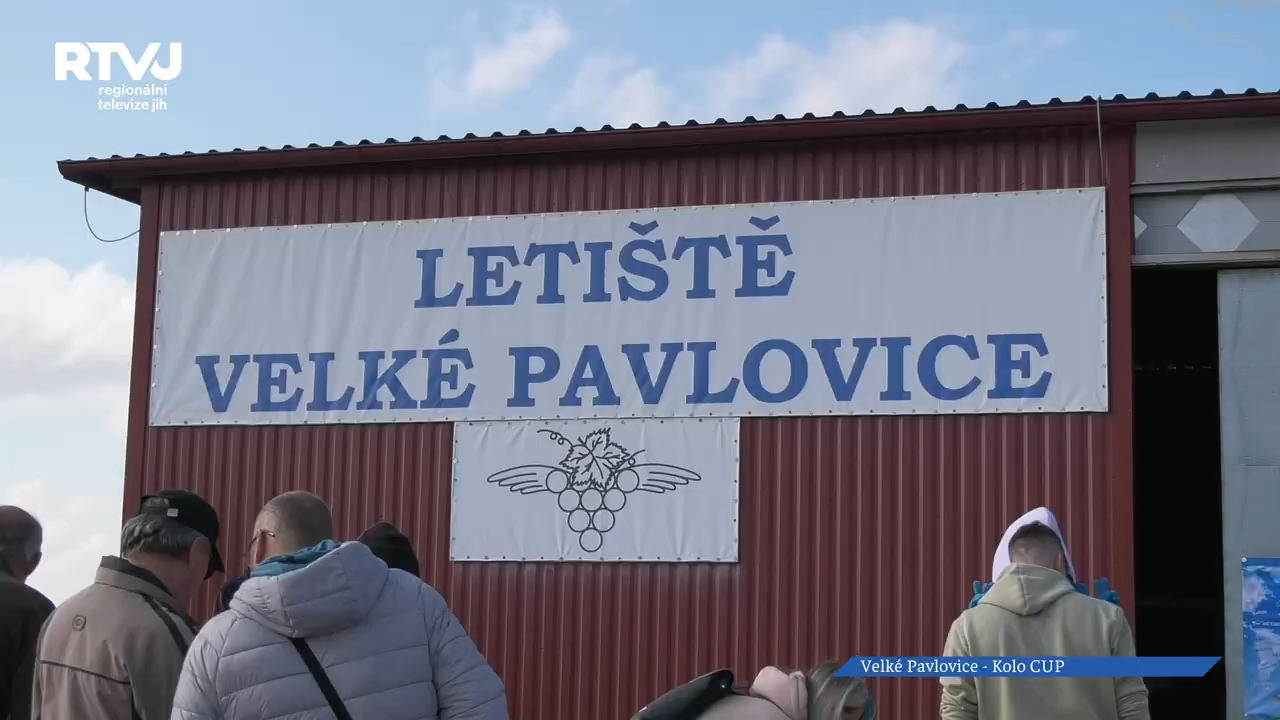 RTVJ
regionální
televize jih
LETIŠTĚ
VELKÉ PAVLOVICE
Velké Pavlovice - Kolo CUP